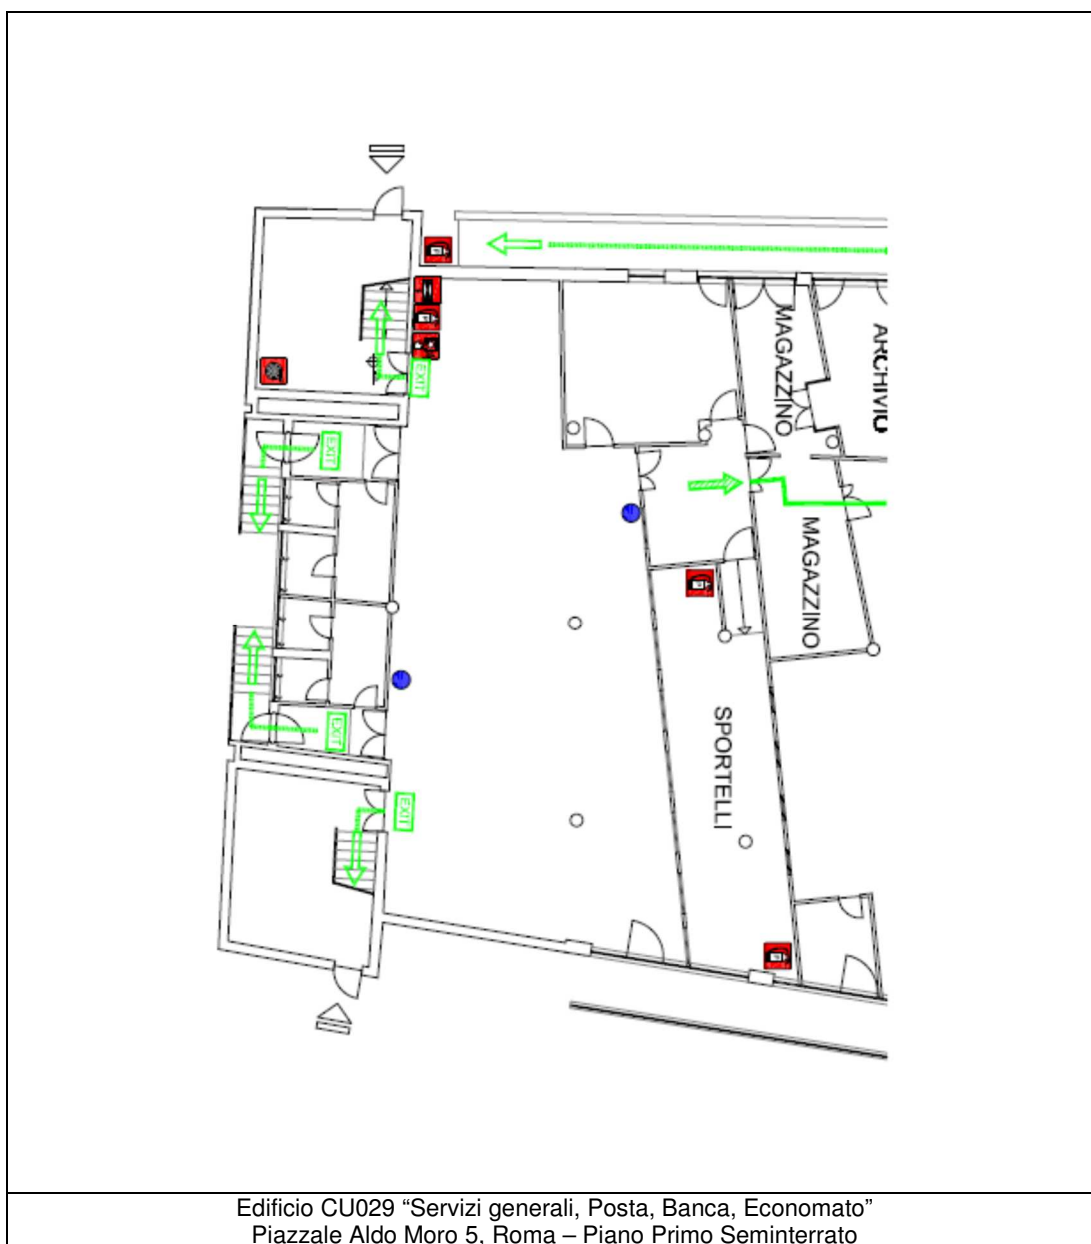 EXIT
EXIT
EXIT
EXIT
MAGAZZINO
ARCHIVIO
MAGAZZINO
SPORTELLI
Edificio CU029 “Servizi generali, Posta, Banca, Economato”
Piazzale Aldo Moro 5, Roma – Piano Primo Seminterrato